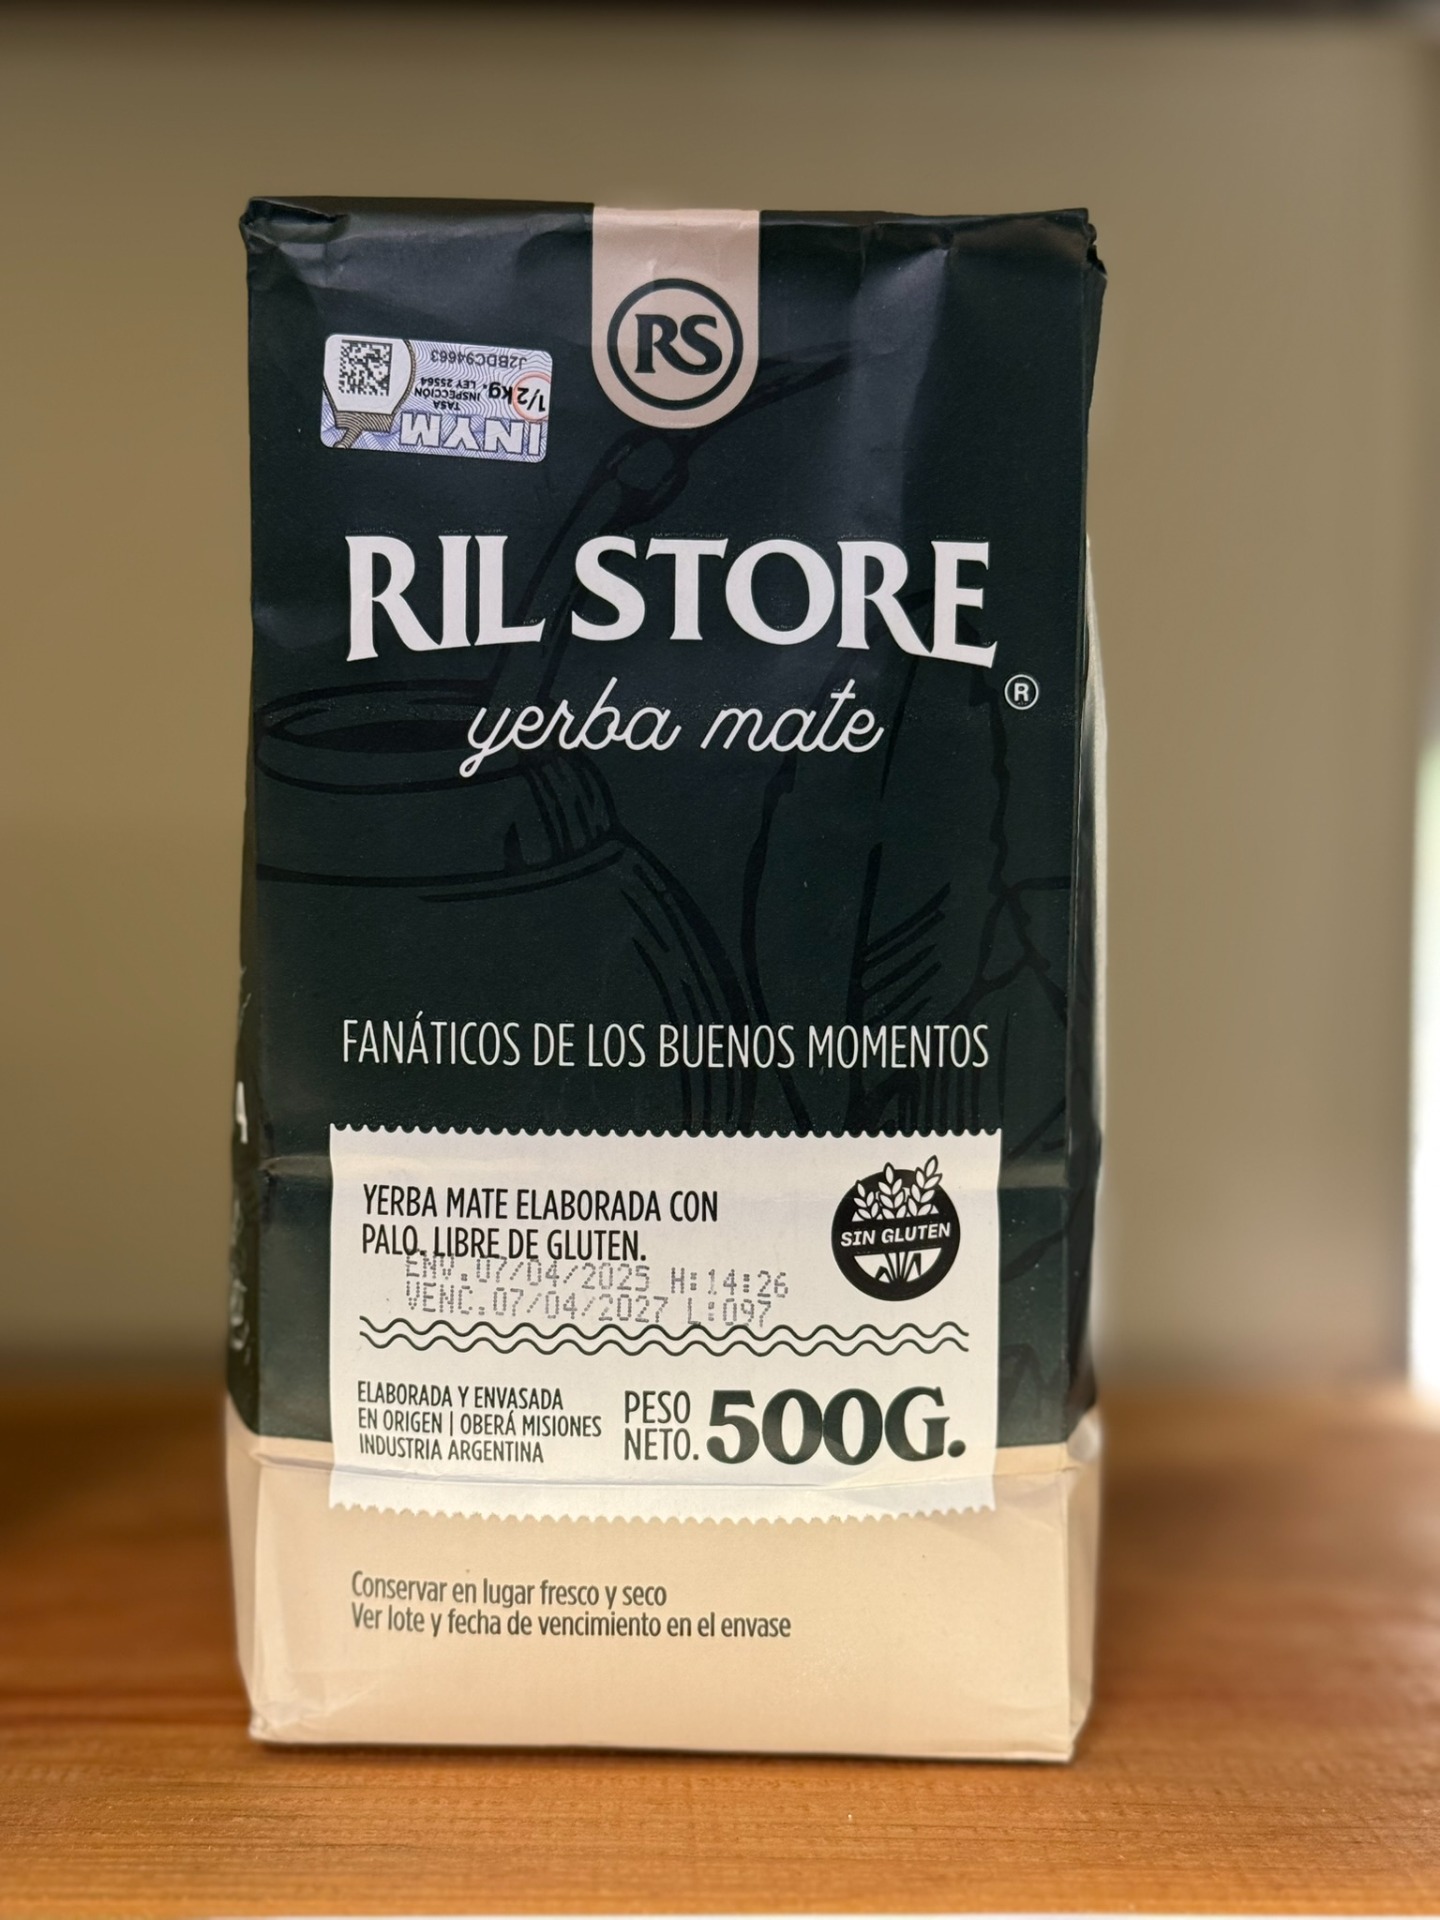 RS
J2BDC94663
1/2 kg.
TASA
INSPECCIÓN
LEY 25564
INYM
RIL STORE
®
yerba mate
FANÁTICOS DE LOS BUENOS MOMENTOS
YERBA MATE ELABORADA CON
PALO. LIBRE DE GLUTEN.
SIN GLUTEN
ENV.07/04/2025 H:14:26
VENC.07/04/2027 L:097
ELABORADA Y ENVASADA
EN ORIGEN | OBERÁ MISIONES
INDUSTRIA ARGENTINA
PESO
NETO. 500G.
Conservar en lugar fresco y seco
Ver lote y fecha de vencimiento en el envase